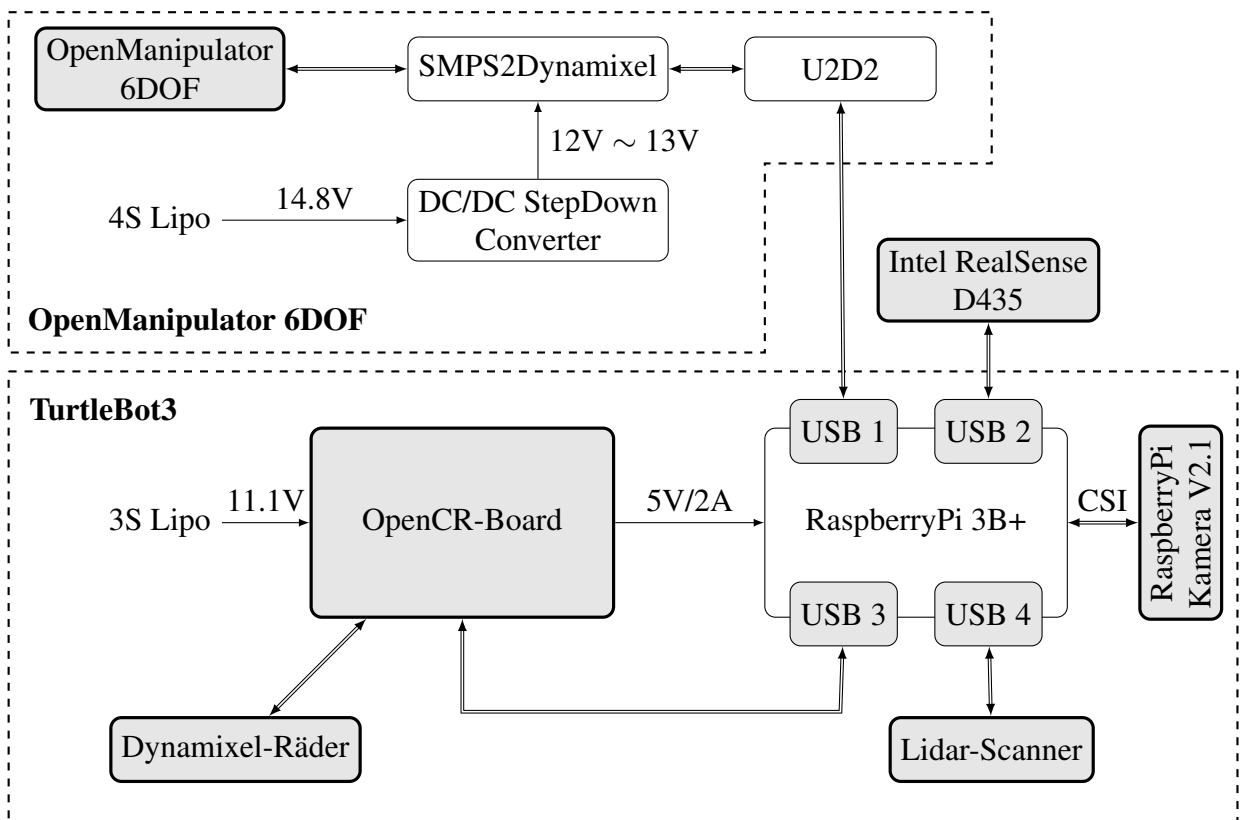 OpenManipulator
6DOF
SMPS2Dynamixel
U2D2
12V ∼ 13V
4S Lipo
14.8V
DC/DC StepDown
Converter
Intel RealSense
D435
OpenManipulator 6DOF
TurtleBot3
USB 1
USB 2
3S Lipo
11.1V
OpenCR-Board
5V/2A
RaspberryPi 3B+
CSI
RaspberryPi
Kamera V2.1
USB 3
USB 4
Dynamixel-Räder
Lidar-Scanner